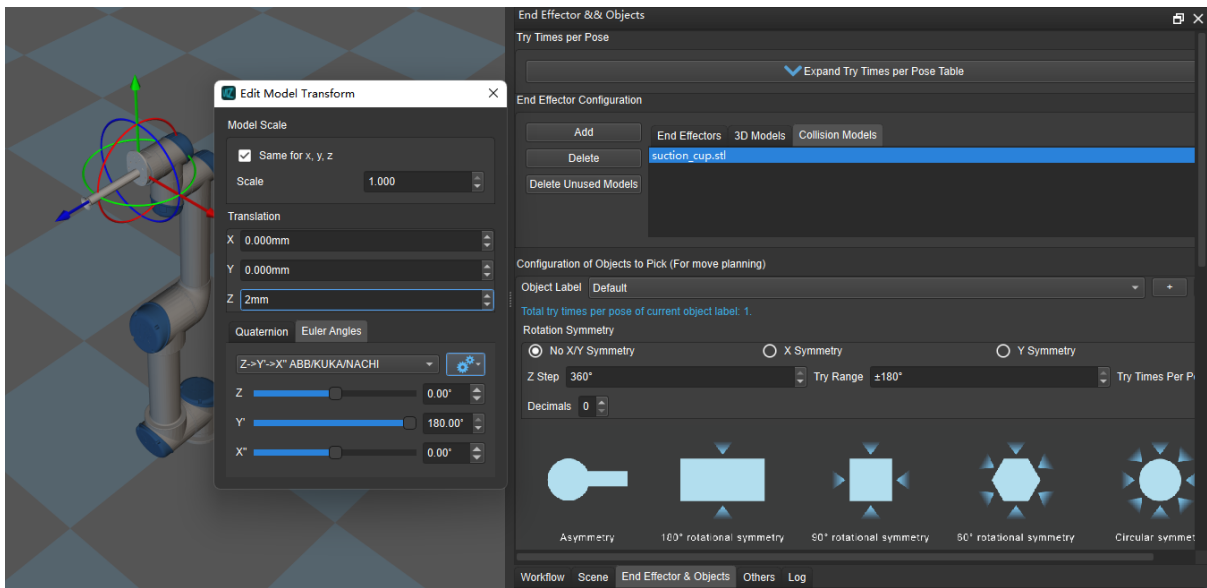 End Effector && Objects
Try Times per Pose
Expand Try Times per Pose Table
End Effector Configuration
Add
Delete
Delete Unused Models
End Effectors 3D Models Collision Models
suction_cup.stl
Configuration of Objects to Pick (For move planning)
Object Label Default +
Total try times per pose of current object label: 1.
Rotation Symmetry
No X/Y Symmetry X Symmetry Y Symmetry
Z Step 360° Try Range ±180° Try Times Per P
Decimals 0
Asymmetry 180° rotational symmetry 90° rotational symmetry 60° rotational symmetry Circular symmet
Workflow Scene End Effector & Objects Others Log
Edit Model Transform
Model Scale
Same for x, y, z
Scale 1.000
Translation
X 0.000mm
Y 0.000mm
Z 2mm
Quaternion Euler Angles
Z->Y'->X'' ABB/KUKA/NACHI
Z 0.00°
Y' 180.00°
X'' 0.00°